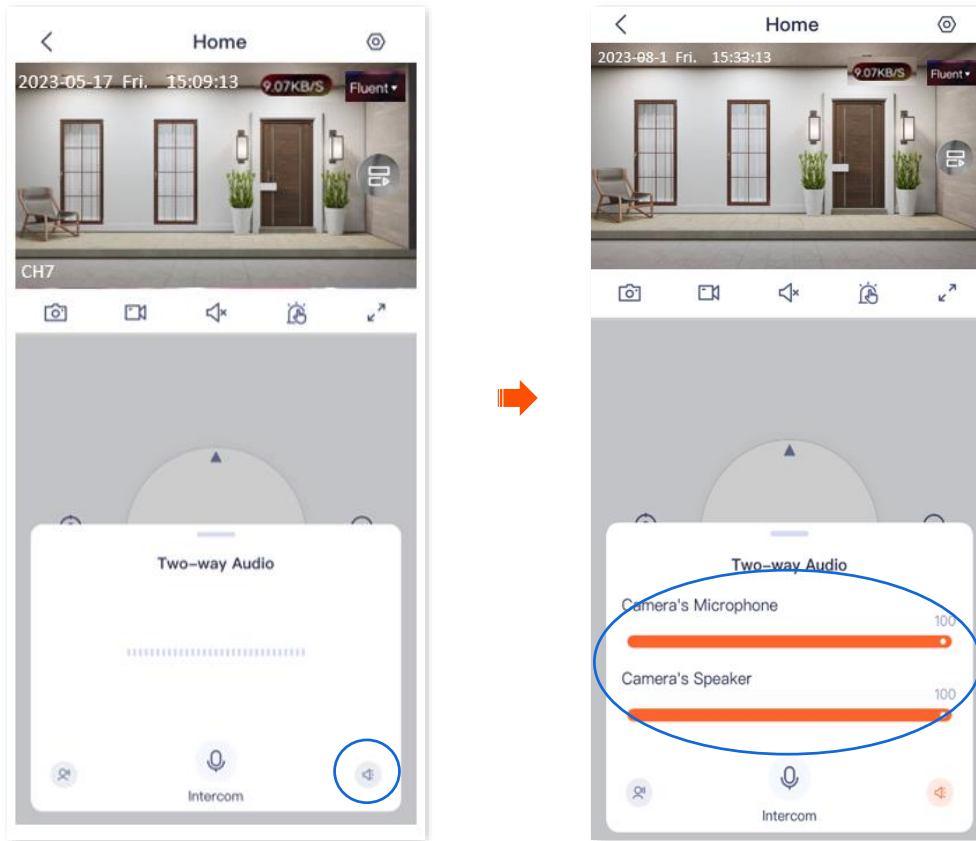 Home
2023-05-17 Fri. 15:09:13
9.07KB/S
Fluent
CH7
Two-way Audio
Intercom
Home
2023-08-1 Fri. 15:33:13
9.07KB/S
Fluent
Two-way Audio
Camera's Microphone
100
Camera's Speaker
100
Intercom